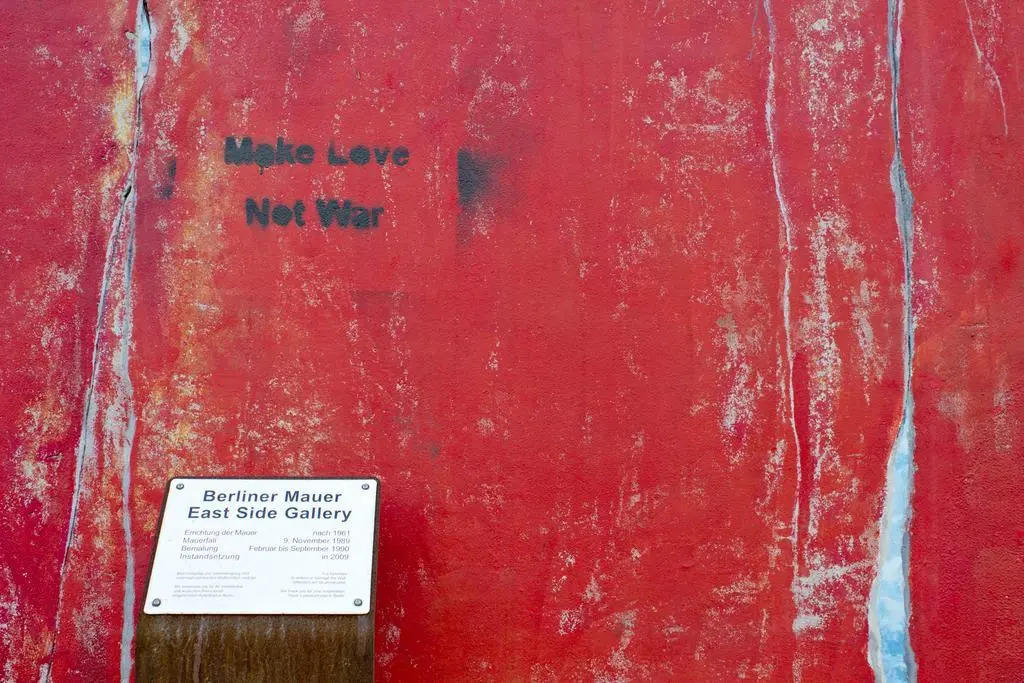 Make Love
Not War
Berliner Mauer
East Side Gallery
Errichtung der Mauer nach 1961
Mauerfall 9. November 1989
Bemalung Februar bis September 1990
Instandsetzung in 2009